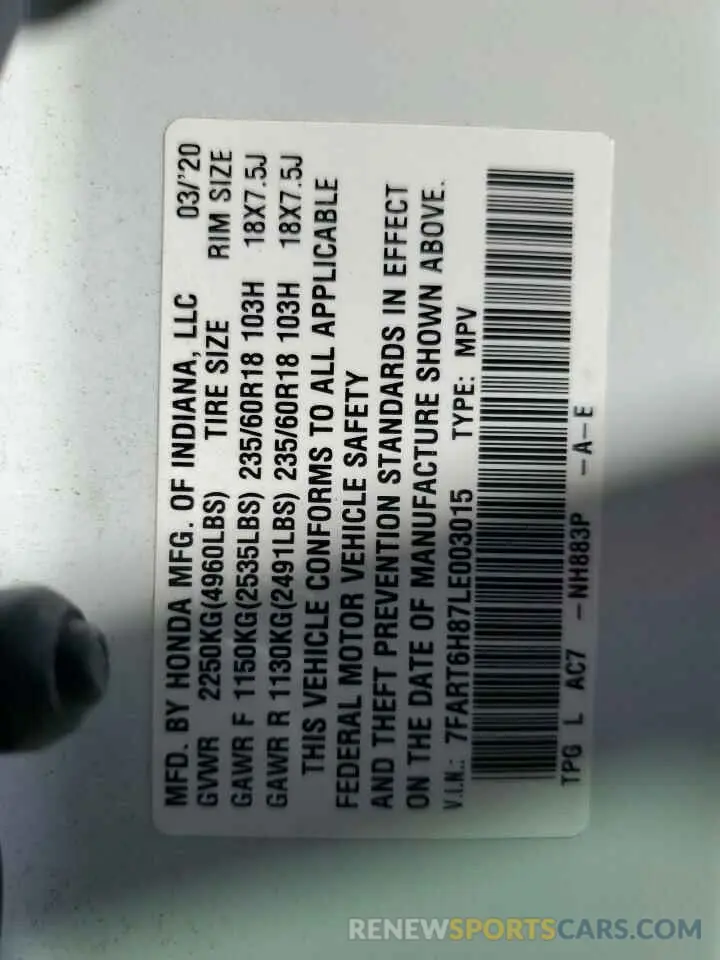 MFD. BY HONDA MFG. OF INDIANA, LLC 03/'20
GVWR 2250KG(4960LBS) TIRE SIZE RIM SIZE
GAWR F 1150KG(2535LBS) 235/60R18 103H 18X7.5J
GAWR R 1130KG(2491LBS) 235/60R18 103H 18X7.5J
THIS VEHICLE CONFORMS TO ALL APPLICABLE
FEDERAL MOTOR VEHICLE SAFETY
AND THEFT PREVENTION STANDARDS IN EFFECT
ON THE DATE OF MANUFACTURE SHOWN ABOVE.
V.I.N.: 7FART6H87LE003015 TYPE: MPV
TPG L AC7 -NH883P -A-E
RENEWSPORTSCARS.COM